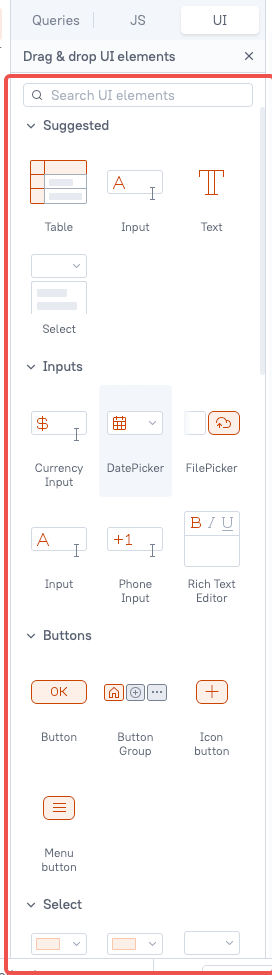 Queries JS UI
Drag & drop UI elements
Search UI elements
Suggested
Table Input Text
Select
Inputs
Currency Input DatePicker FilePicker
Input Phone Input Rich Text Editor
B I U
+1
Buttons
OK
Button Button Group Icon button
Menu button
Select